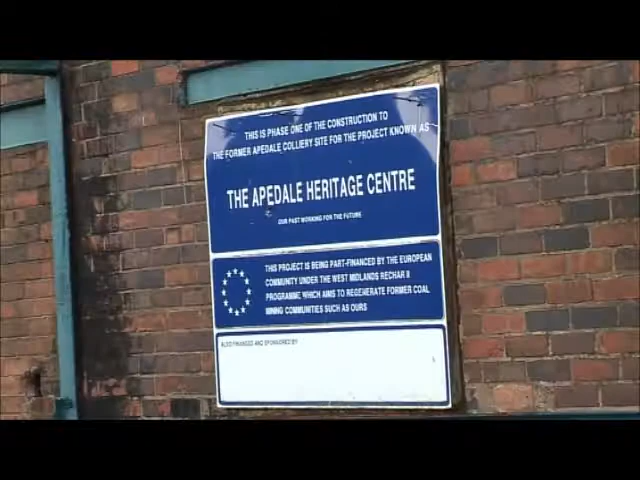 THIS IS PHASE ONE OF THE CONSTRUCTION TO
THE FORMER APEDALE COLLIERY SITE FOR THE PROJECT KNOWN AS
THE APEDALE HERITAGE CENTRE
OUR PAST WORKING FOR THE FUTURE
THIS PROJECT IS BEING PART-FINANCED BY THE EUROPEAN
COMMUNITY UNDER THE WEST MIDLANDS RECHAR II
PROGRAMME WHICH AIMS TO REGENERATE FORMER COAL
MINING COMMUNITIES SUCH AS OURS
ALSO FINANCED AND SPONSORED BY